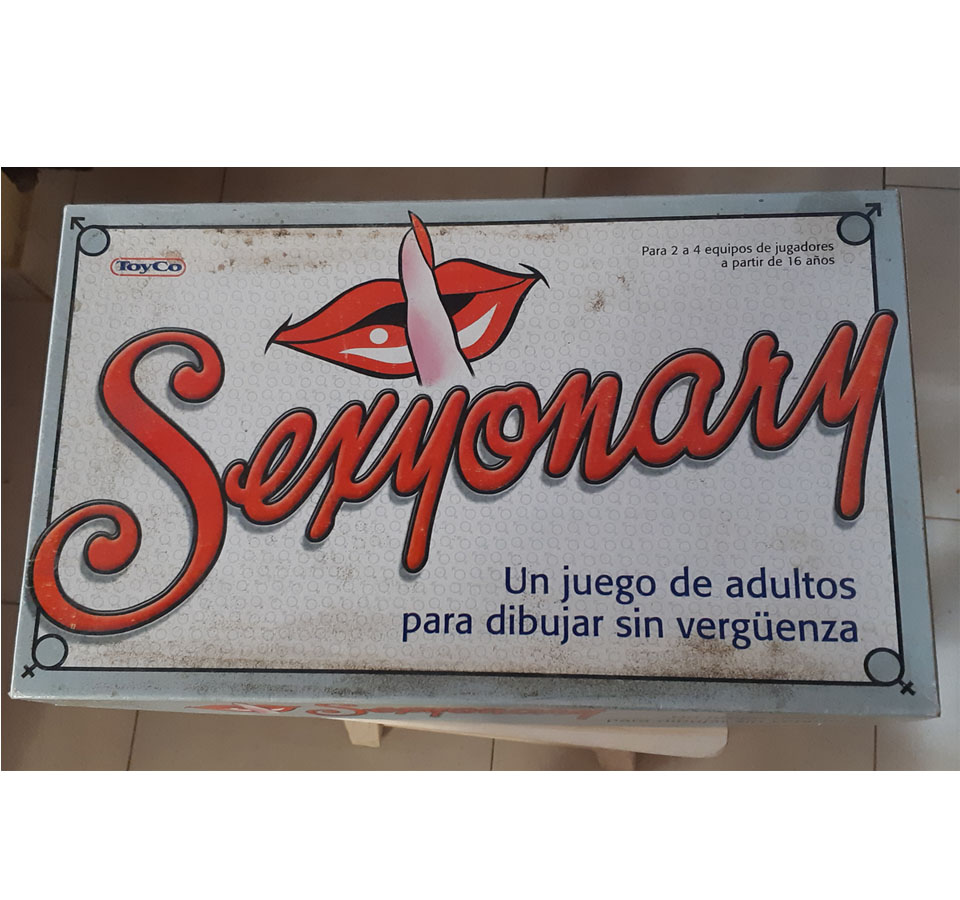 ToyCo
Para 2 a 4 equipos de jugadores
a partir de 16 años
Sexyonary
Un juego de adultos
para dibujar sin vergüenza
Sexyonary